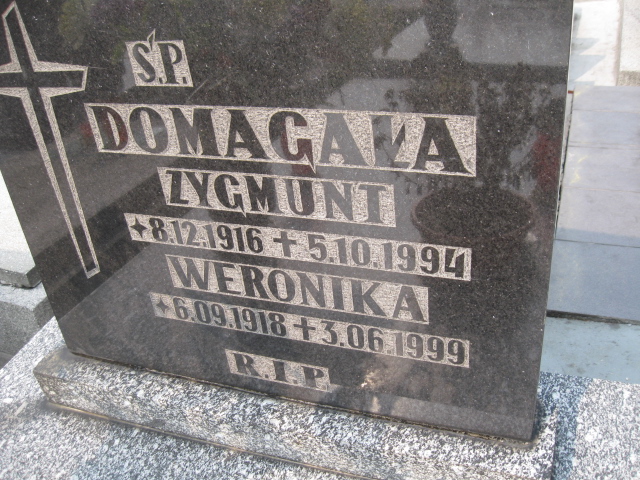 Ś.P.
DOMAGAŁA
ZYGMUNT
✦8.12.1916 ✝ 5.10.1994
WERONIKA
✦6.09.1918 ✝ 3.06.1999
R.I.P.